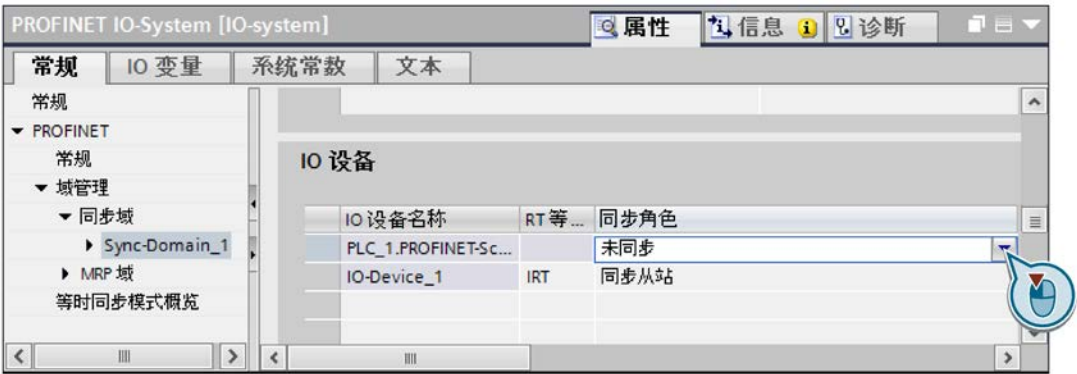 PROFINET IO-System [IO-system]
属性
信息
诊断
常规
IO 变量
系统常数
文本
常规
PROFINET
常规
域管理
同步域
Sync-Domain_1
MRP 域
等时同步模式概览
IO 设备
IO 设备名称 RT 等... 同步角色
PLC_1.PROFINET-Sc... 未同步
IO-Device_1 IRT 同步从站